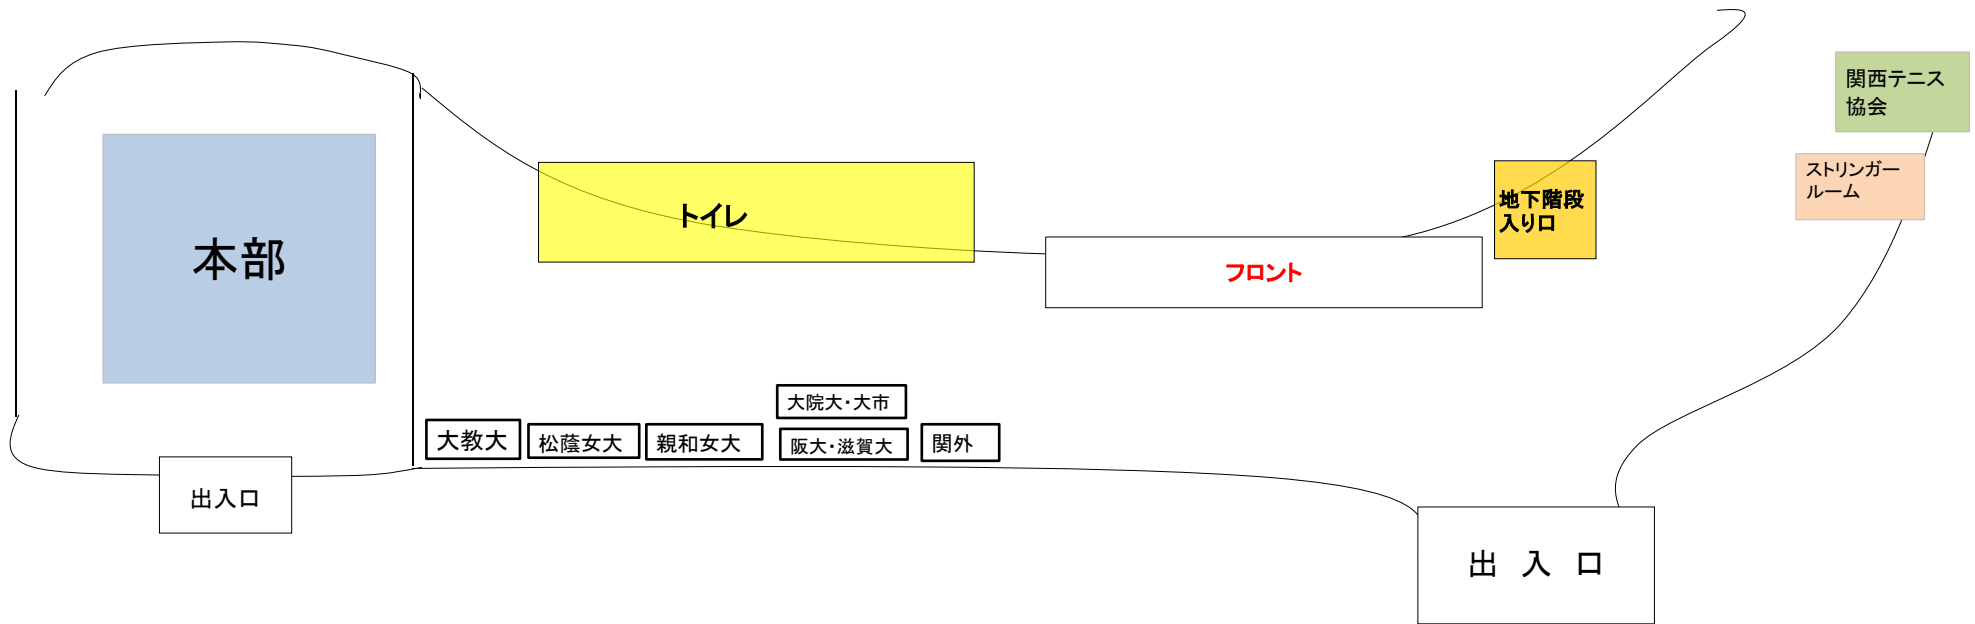 関西テニス
協会
ストリンガー
ルーム
地下階段
入り口
トイレ
本部
フロント
大院大・大市
大教大
松蔭女大
親和女大
阪大・滋賀大
関外
出入口
出　入　口